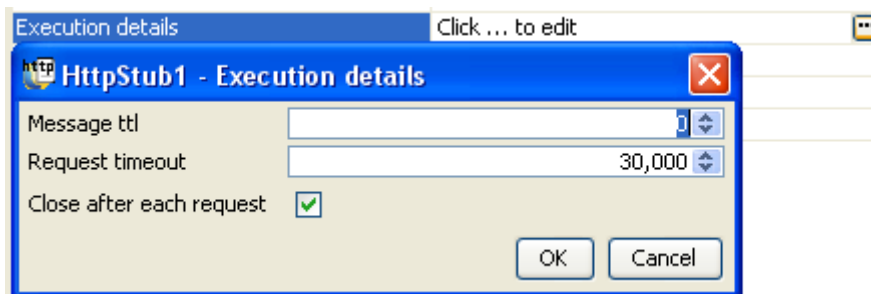 Execution details Click ... to edit
http HttpStub1 - Execution details
Message ttl 0
Request timeout 30,000
Close after each request
OK Cancel